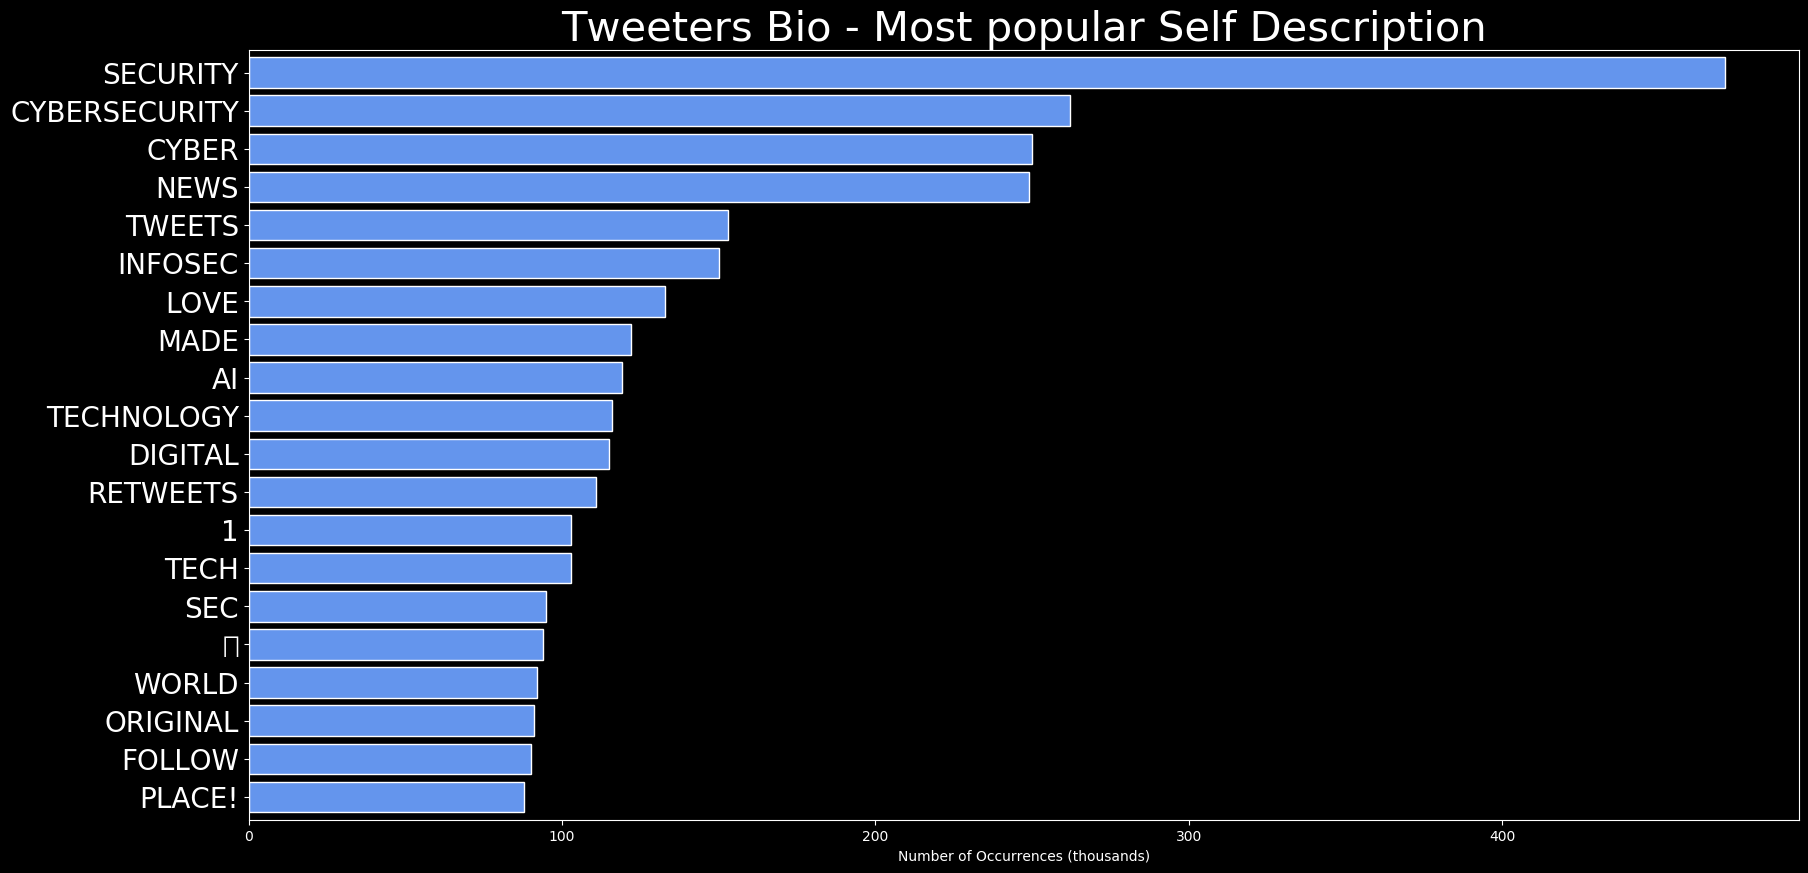 Tweeters Bio - Most popular Self Description
SECURITY
CYBERSECURITY
CYBER
NEWS
TWEETS
INFOSEC
LOVE
MADE
AI
TECHNOLOGY
DIGITAL
RETWEETS
1
TECH
SEC
WORLD
ORIGINAL
FOLLOW
PLACE!
0 100 200 300 400
Number of Occurrences (thousands)